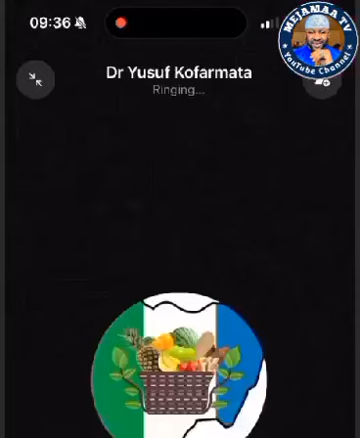 09:36
MEJAMAA TV
YouTube Channel
Dr Yusuf Kofarmata
Ringing...